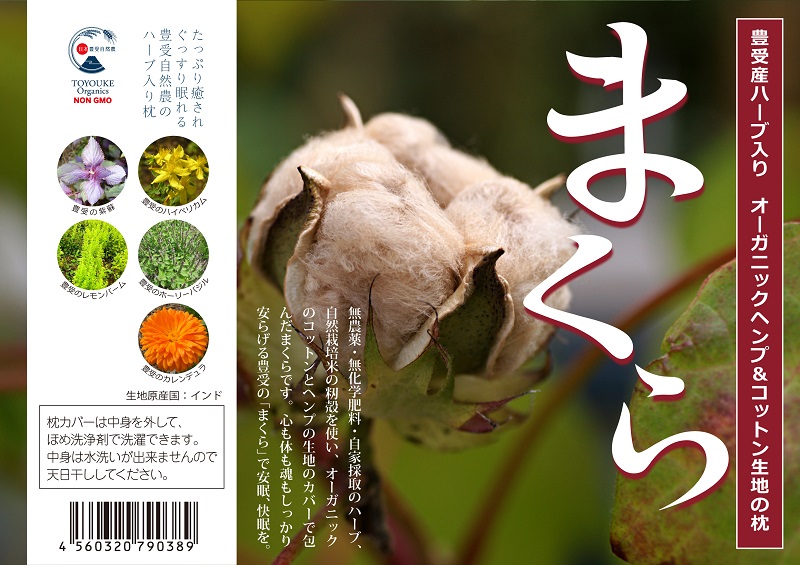 豊受産ハーブ入り　オーガニックヘンプ＆コットン生地の枕
まくら
無農薬・無化学肥料・自家採取のハーブ、
自然栽培米の籾殻を使い、オーガニック
のコットンとヘンプの生地のカバーで包
んだまくらです。心も体も魂もしっかり
安らげる豊受の「まくら」で安眠、快眠を。
たっぷり癒され
ぐっすり眠れる
豊受自然農の
ハーブ入り枕
日本豊受自然農
TOYOUKE
Organics
NON GMO
豊受の紫蘇
豊受のハイペリカム
豊受のレモンバーム
豊受のホーリーバジル
豊受のカレンデュラ
生地原産国：インド
枕カバーは中身を外して、
ぼめ洗浄剤で洗濯できます。
中身は水洗いが出来ませんので
天日干ししてください。
4 560320 790389